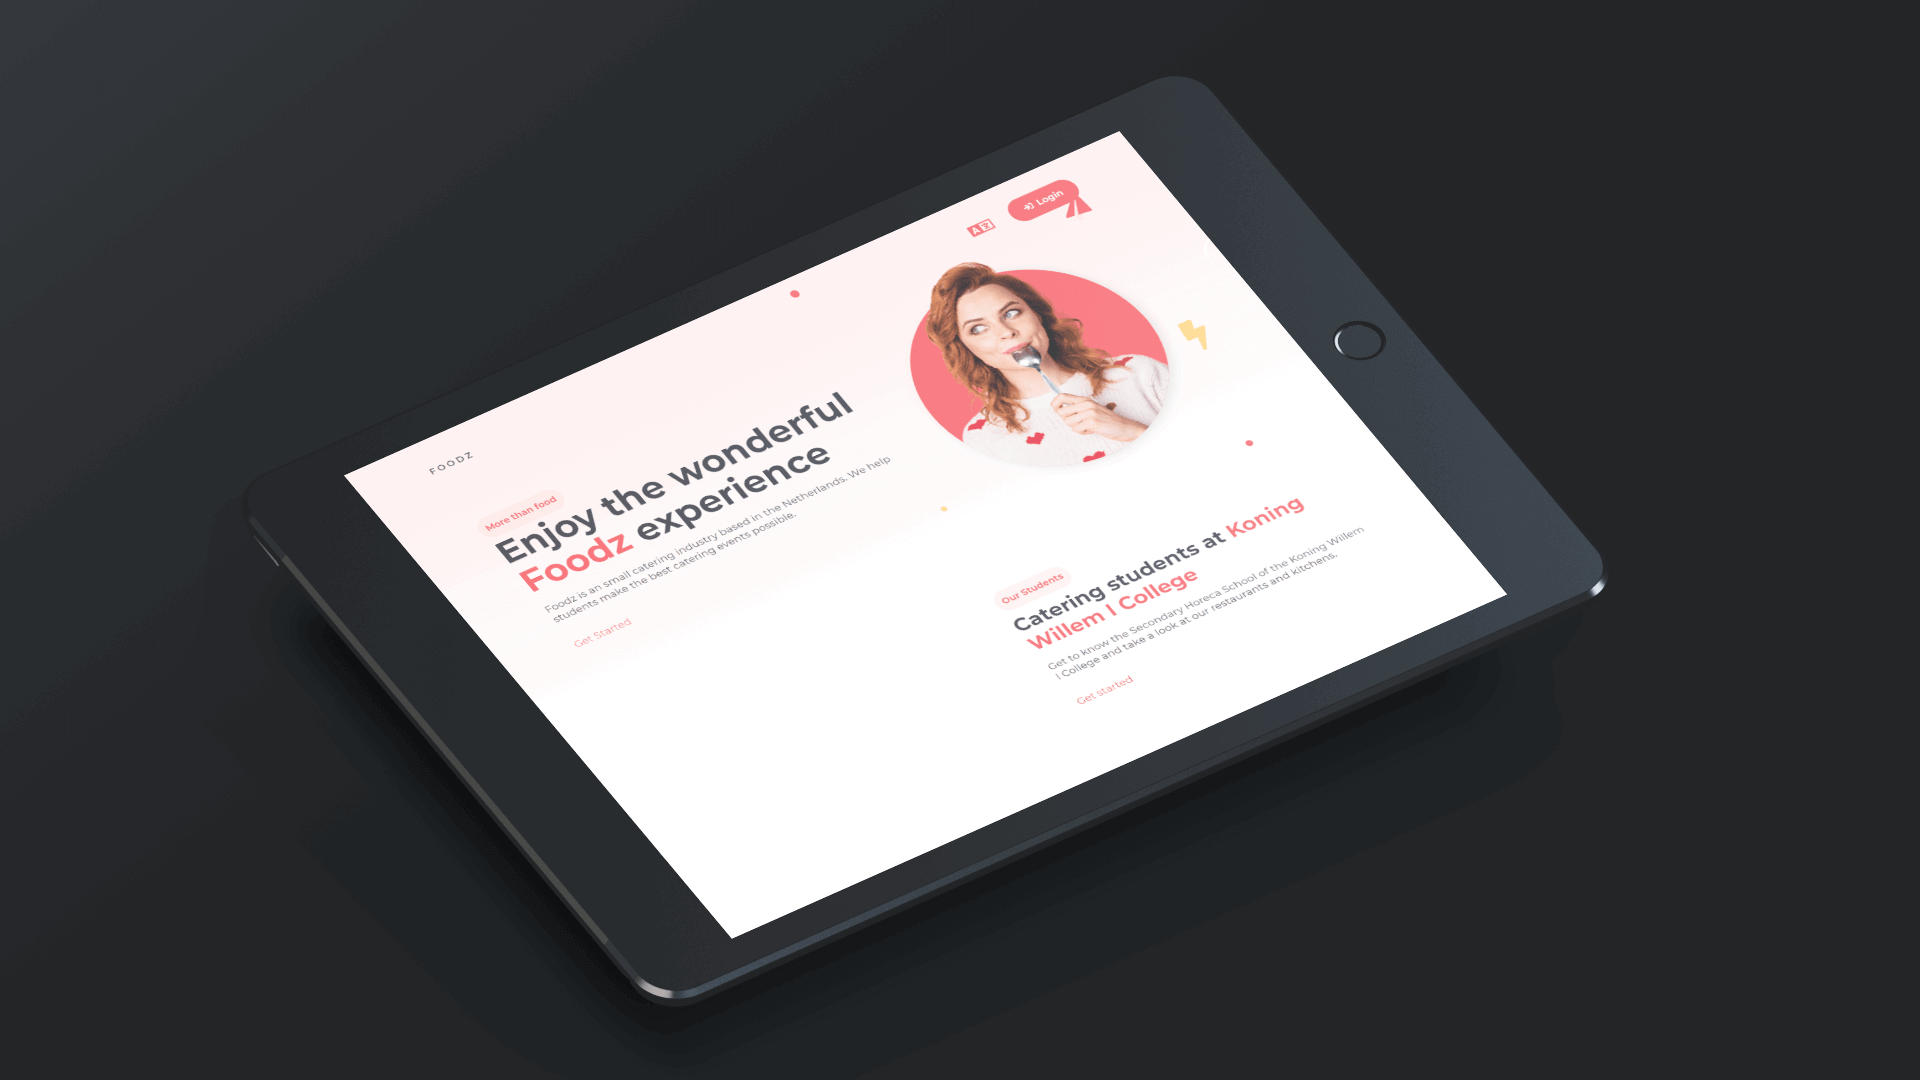 FOODZ
A 文
Login
More than food
Enjoy the wonderful
Foodz experience
Foodz is an small catering industry based in the Netherlands. We help
students make the best catering events possible.
Get Started
Our Students
Catering students at Koning
Willem I College
Get to know the Secondary Horeca School of the Koning Willem
I College and take a look at our restaurants and kitchens.
Get started